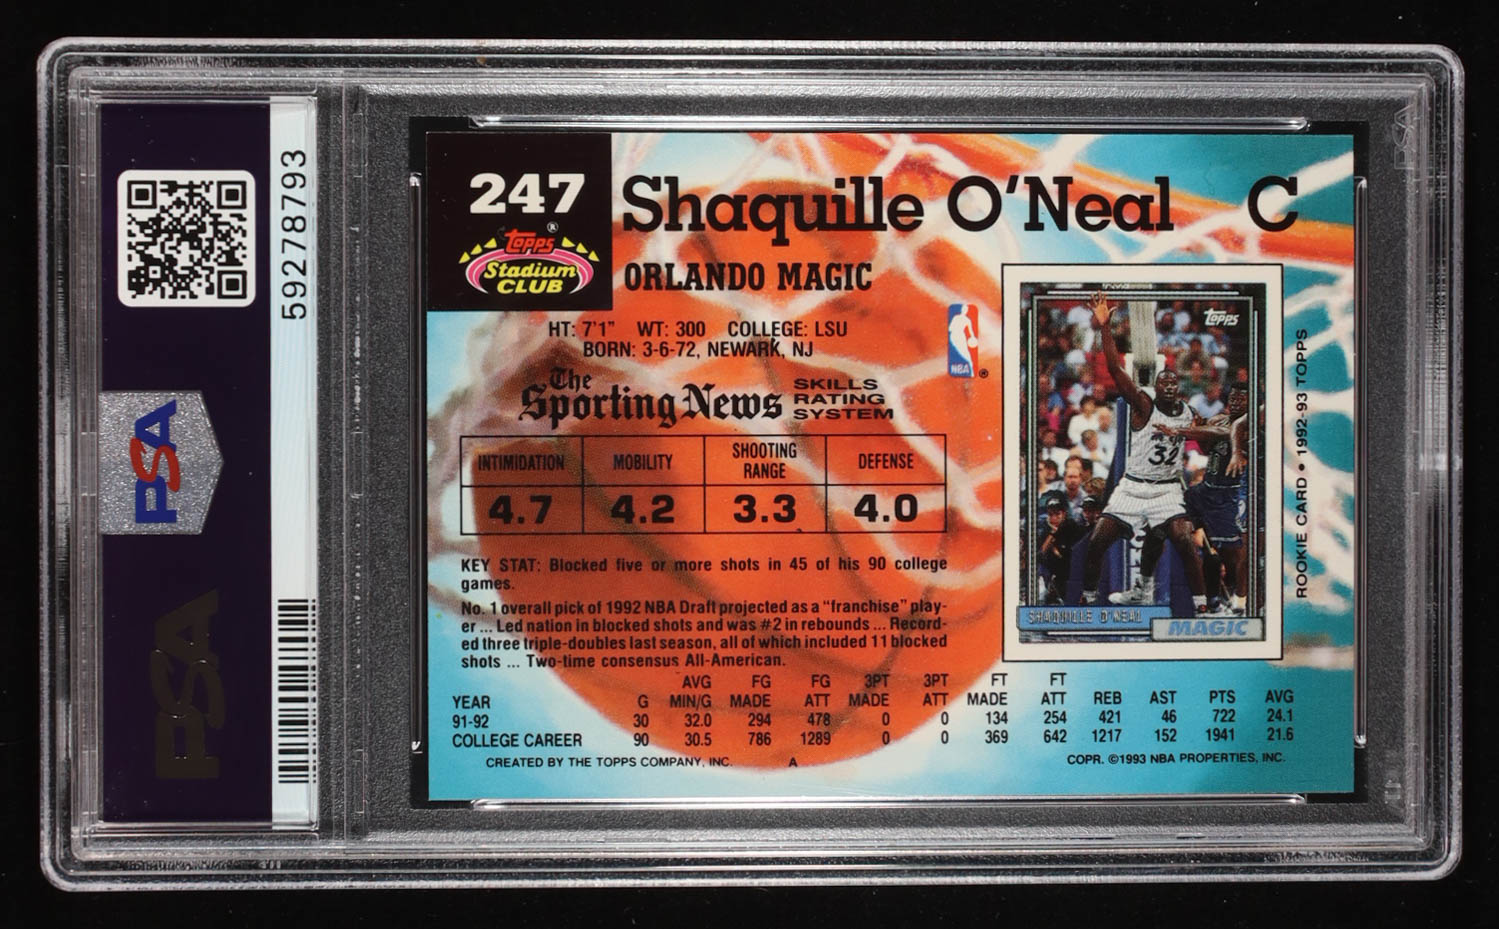 59278793
PSA
PSA
247
Topps®
Stadium
CLUB
Shaquille O'Neal C
ORLANDO MAGIC
HT: 7'1" WT: 300 COLLEGE: LSU
BORN: 3-6-72, NEWARK, NJ
NBA®
The
Sporting News
SKILLS
RATING
SYSTEM
INTIMIDATION MOBILITY SHOOTING RANGE DEFENSE
4.7 4.2 3.3 4.0
KEY STAT: Blocked five or more shots in 45 of his 90 college
games.
No. 1 overall pick of 1992 NBA Draft projected as a "franchise" play-
er ... Led nation in blocked shots and was #2 in rebounds ... Record-
ed three triple-doubles last season, all of which included 11 blocked
shots ... Two-time consensus All-American.
Topps
32
SHAQUILLE O'NEAL
MAGIC
ROOKIE CARD • 1992-93 TOPPS
AVG FG FG 3PT 3PT FT FT
YEAR G MIN/G MADE ATT MADE ATT MADE ATT REB AST PTS AVG
91-92 30 32.0 294 478 0 0 134 254 421 46 722 24.1
COLLEGE CAREER 90 30.5 786 1289 0 0 369 642 1217 152 1941 21.6
CREATED BY THE TOPPS COMPANY, INC. A COPR. ©1993 NBA PROPERTIES, INC.
PSA